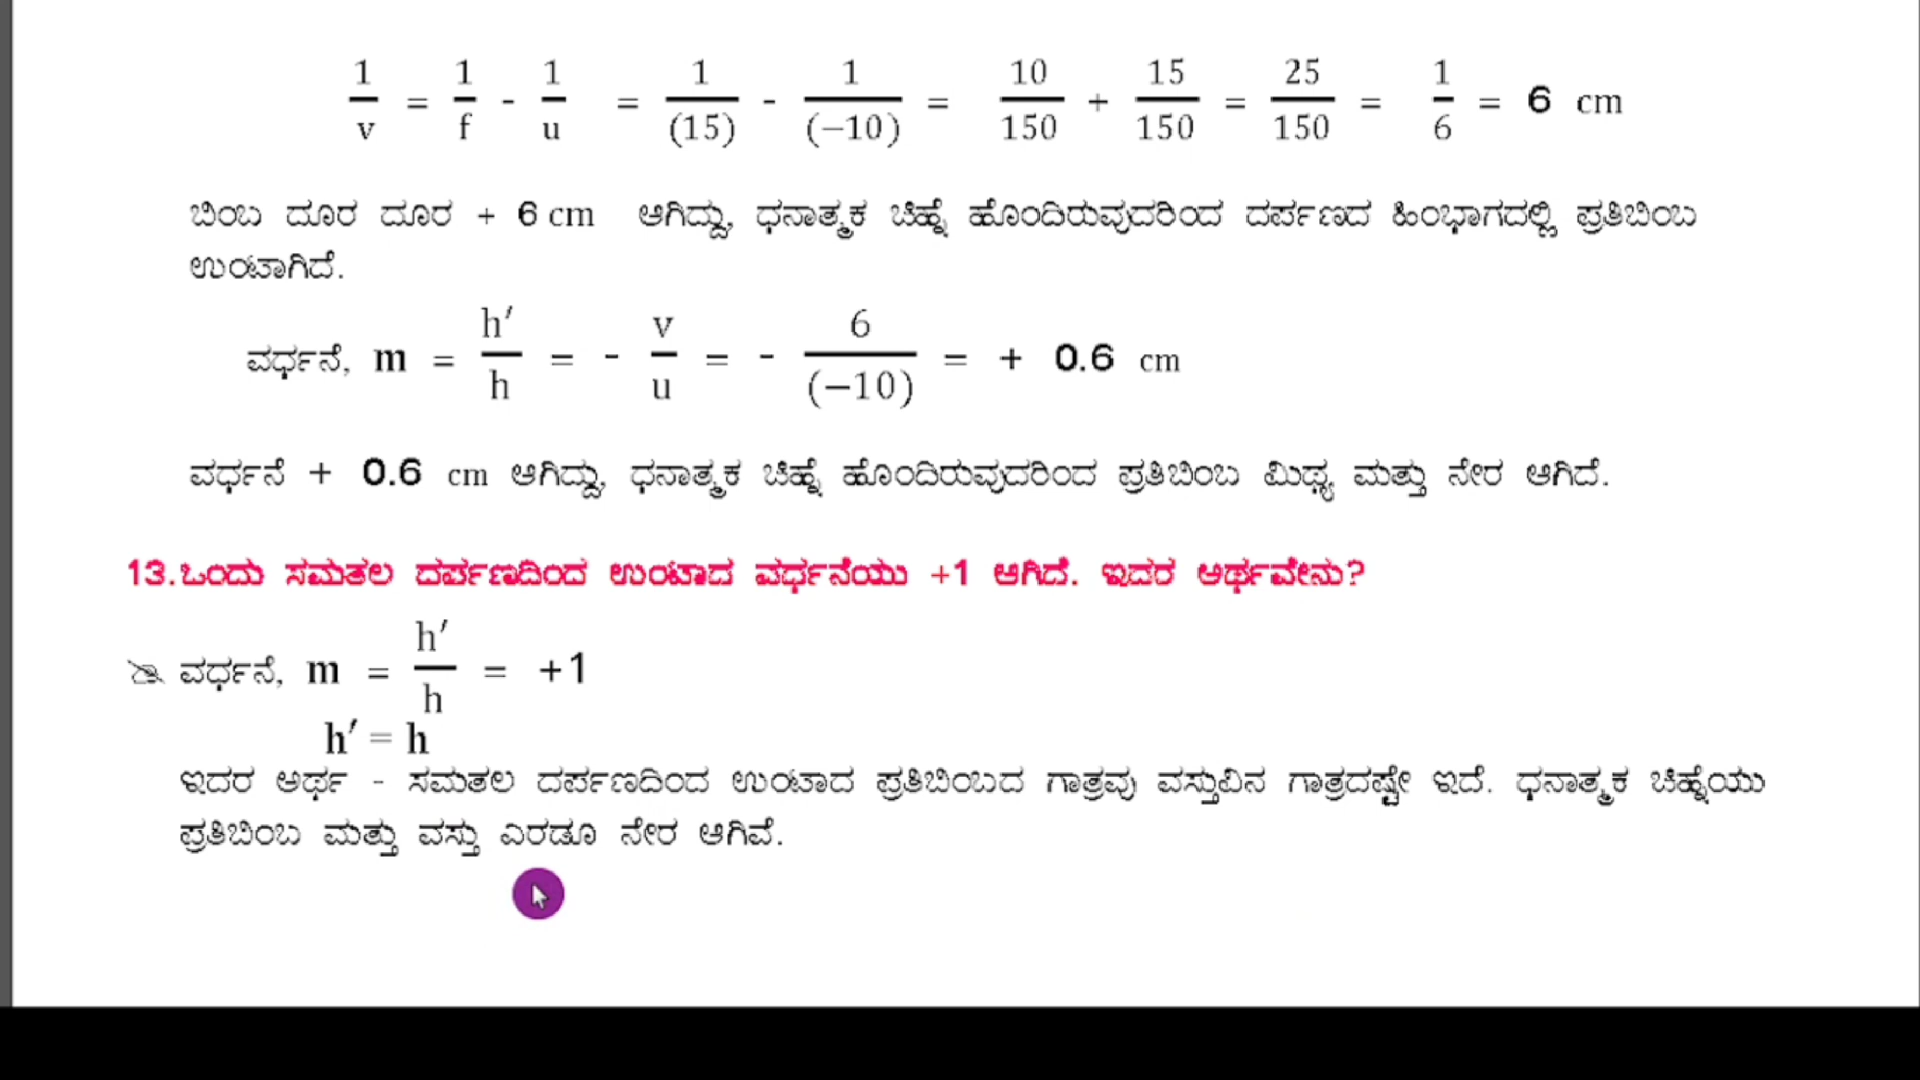 1/v = 1/f - 1/u = 1/(15) - 1/(−10) = 10/150 + 15/150 = 25/150 = 1/6 = 6 cm
ಬಿಂಬ ದೂರ ದೂರ + 6 cm ಆಗಿದ್ದು, ಧನಾತ್ಮಕ ಚಿಹ್ನೆ ಹೊಂದಿರುವುದರಿಂದ ದರ್ಪಣದ ಹಿಂಭಾಗದಲ್ಲಿ ಪ್ರತಿಬಿಂಬ
ಉಂಟಾಗಿದೆ.
ವರ್ಧನೆ, m = h′/h = - v/u = - 6/(−10) = + 0.6 cm
ವರ್ಧನೆ + 0.6 cm ಆಗಿದ್ದು, ಧನಾತ್ಮಕ ಚಿಹ್ನೆ ಹೊಂದಿರುವುದರಿಂದ ಪ್ರತಿಬಿಂಬ ಮಿಥ್ಯ ಮತ್ತು ನೇರ ಆಗಿದೆ.
13.ಒಂದು ಸಮತಲ ದರ್ಪಣದಿಂದ ಉಂಟಾದ ವರ್ಧನೆಯು +1 ಆಗಿದೆ. ಇದರ ಅರ್ಥವೇನು?
ವರ್ಧನೆ, m = h′/h = +1
h′ = h
ಇದರ ಅರ್ಥ - ಸಮತಲ ದರ್ಪಣದಿಂದ ಉಂಟಾದ ಪ್ರತಿಬಿಂಬದ ಗಾತ್ರವು ವಸ್ತುವಿನ ಗಾತ್ರದಷ್ಟೇ ಇದೆ. ಧನಾತ್ಮಕ ಚಿಹ್ನೆಯು
ಪ್ರತಿಬಿಂಬ ಮತ್ತು ವಸ್ತು ಎರಡೂ ನೇರ ಆಗಿವೆ.